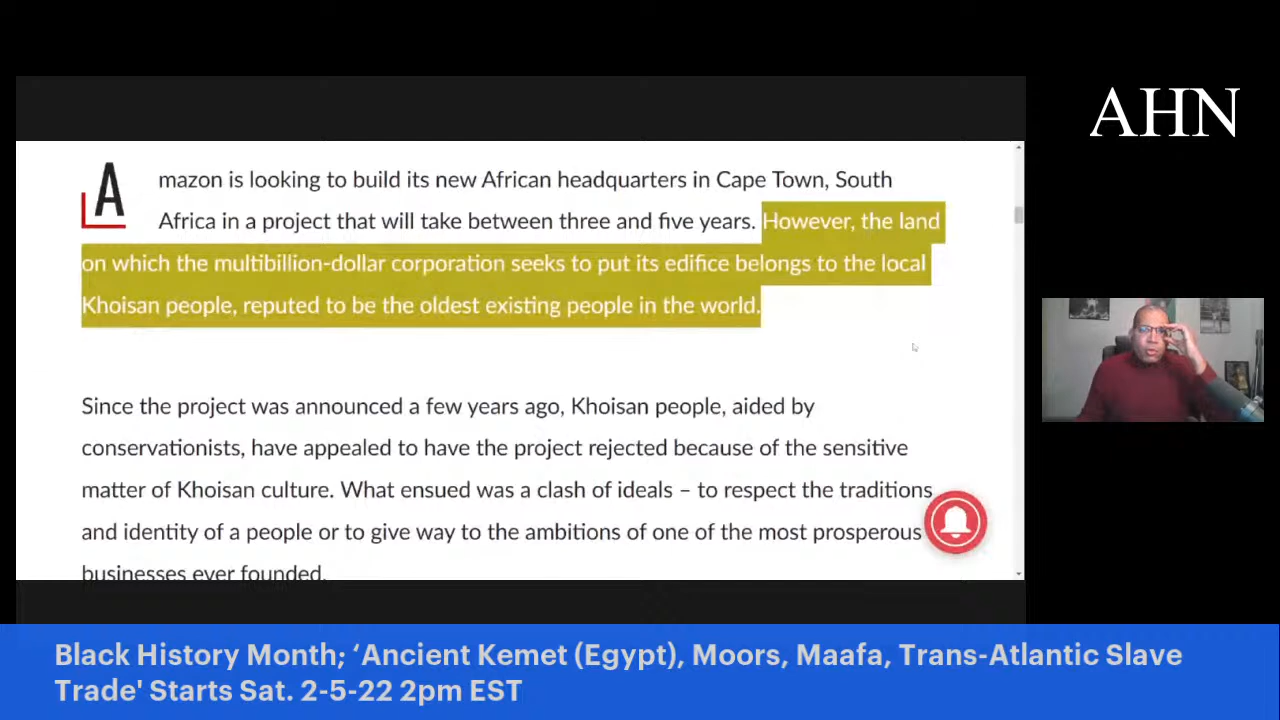 AHN
Amazon is looking to build its new African headquarters in Cape Town, South
Africa in a project that will take between three and five years. However, the land
on which the multibillion-dollar corporation seeks to put its edifice belongs to the local
Khoisan people, reputed to be the oldest existing people in the world.
Since the project was announced a few years ago, Khoisan people, aided by
conservationists, have appealed to have the project rejected because of the sensitive
matter of Khoisan culture. What ensued was a clash of ideals – to respect the traditions
and identity of a people or to give way to the ambitions of one of the most prosperous
businesses ever founded.
Black History Month; ‘Ancient Kemet (Egypt), Moors, Maafa, Trans-Atlantic Slave
Trade' Starts Sat. 2-5-22 2pm EST